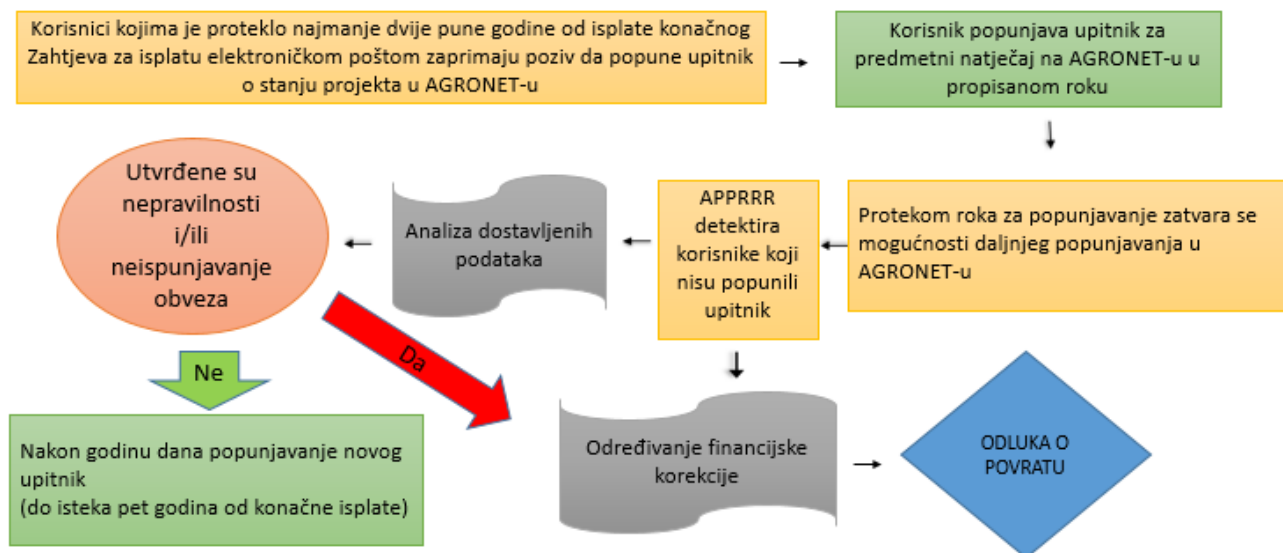 Korisnici kojima je proteklo najmanje dvije pune godine od isplate konačnog
Zahtjeva za isplatu elektroničkom poštom zaprimaju poziv da popune upitnik
o stanju projekta u AGRONET-u
Korisnik popunjava upitnik za
predmetni natječaj na AGRONET-u u
propisanom roku
Protekom roka za popunjavanje zatvara se
mogućnosti daljnjeg popunjavanja u
AGRONET-u
APPRRR
detektira
korisnike koji
nisu popunili
upitnik
Analiza dostavljenih
podataka
Utvrđene su
nepravilnosti
i/ili
neispunjavanje
obveza
Da
Ne
Nakon godinu dana popunjavanje novog
upitnik
(do isteka pet godina od konačne isplate)
Određivanje financijske
korekcije
ODLUKA O
POVRATU